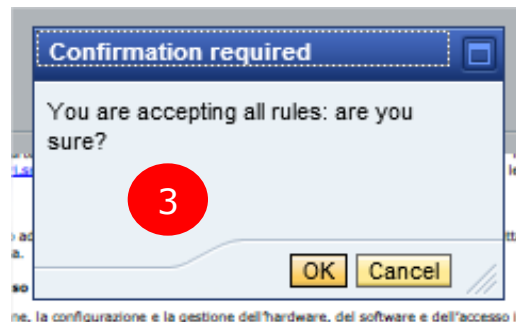 Confirmation required
You are accepting all rules: are you
sure?
3
OK Cancel
so
ne, la configurazione e la gestione dell'hardware, del software e dell'accesso i